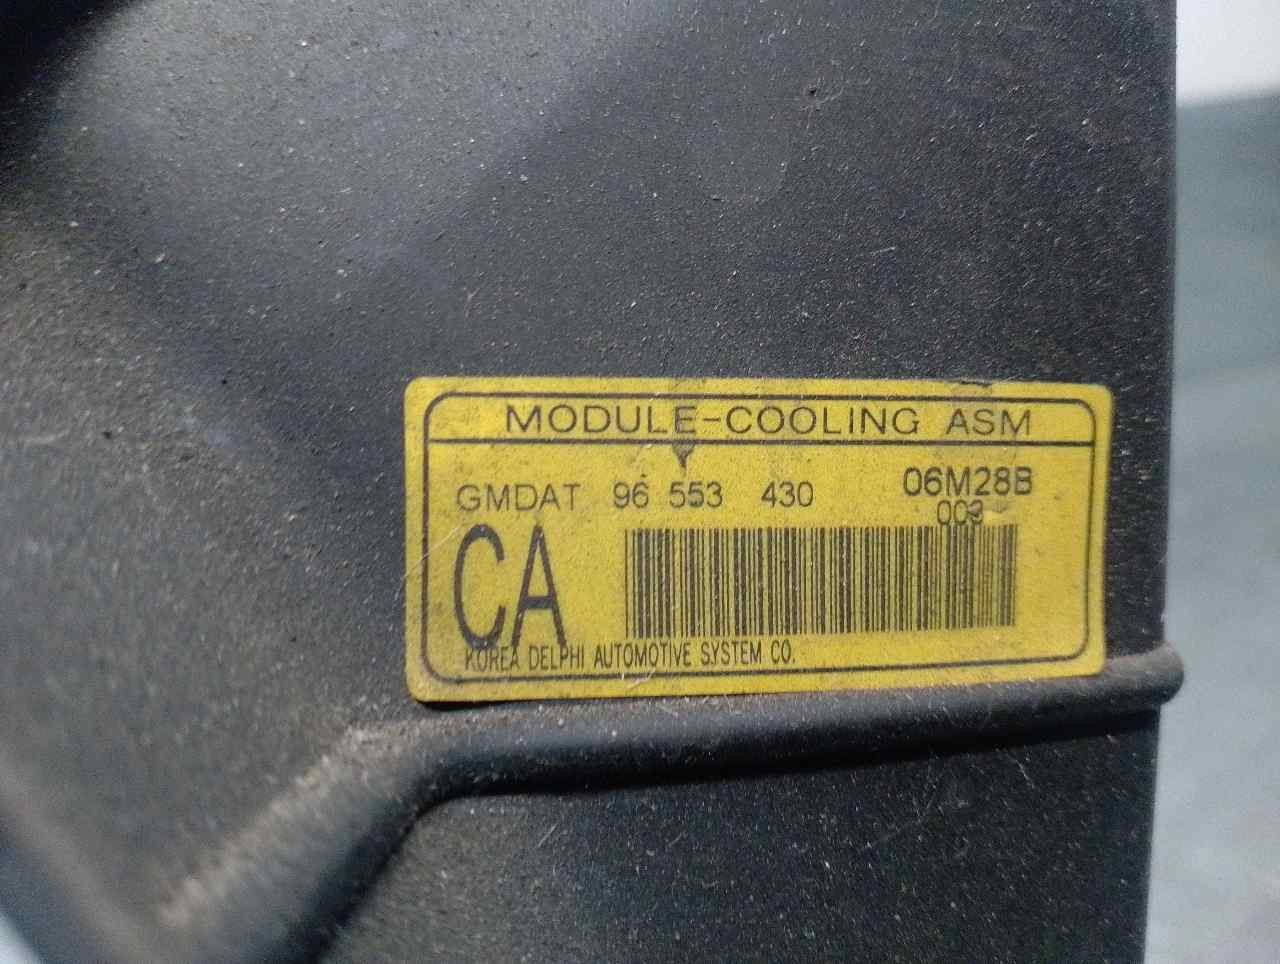 MODULE-COOLING ASM
GMDAT 96 553 430 06M28B
003
CA
KOREA DELPHI AUTOMOTIVE SYSTEM CO.